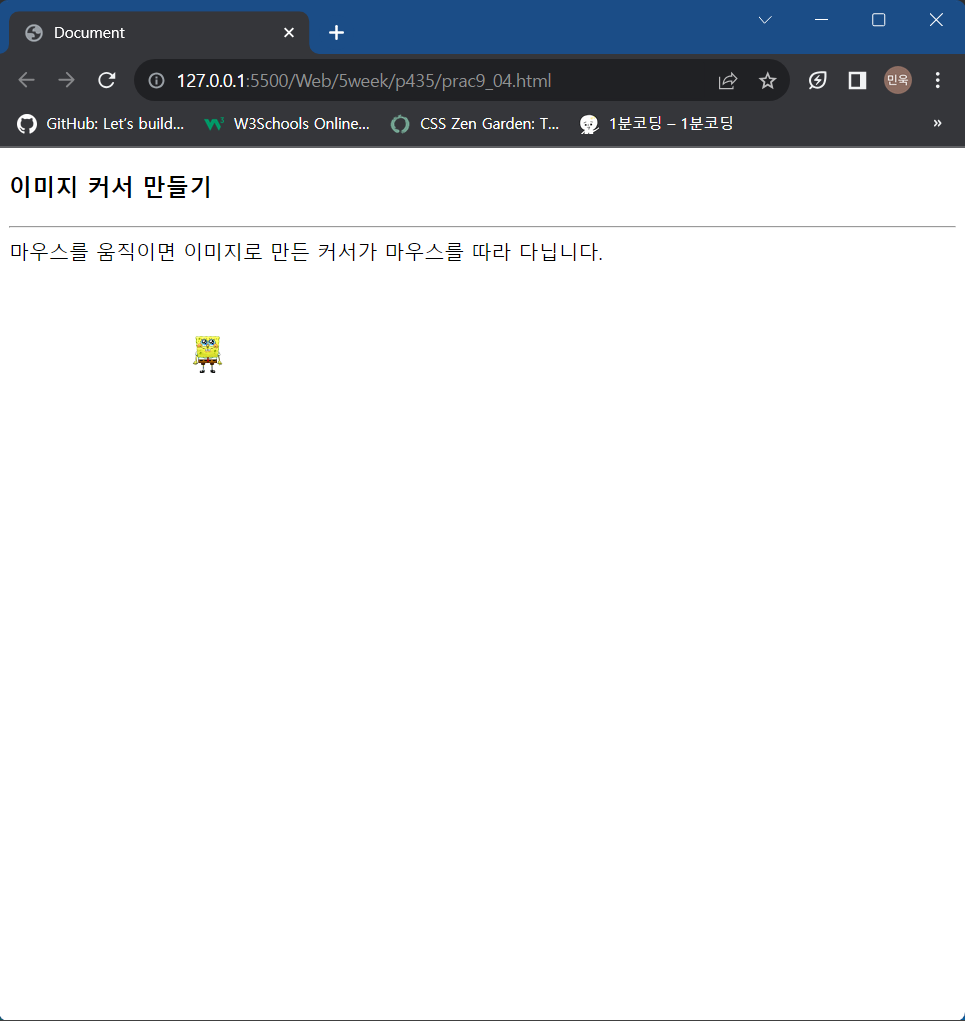 Document
127.0.0.1:5500/Web/5week/p435/prac9_04.html
민욱
GitHub: Let's build... W3Schools Online... CSS Zen Garden: T... 1분코딩 – 1분코딩 »
이미지 커서 만들기
마우스를 움직이면 이미지로 만든 커서가 마우스를 따라 다닙니다.